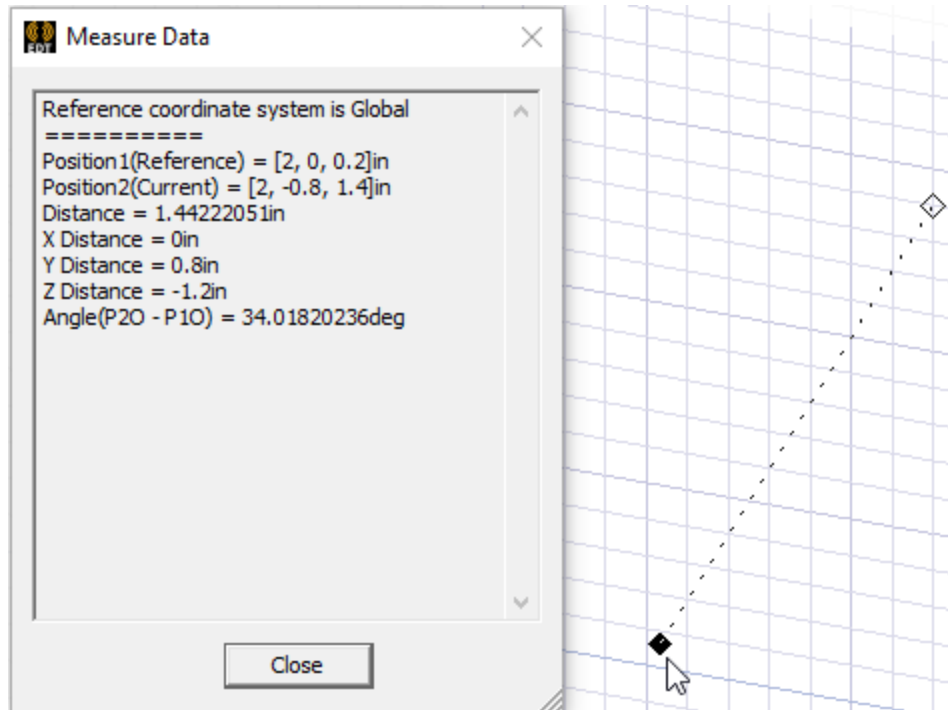 EDT
Measure Data
Reference coordinate system is Global
==========
Position1(Reference) = [2, 0, 0.2]in
Position2(Current) = [2, -0.8, 1.4]in
Distance = 1.44222051in
X Distance = 0in
Y Distance = 0.8in
Z Distance = -1.2in
Angle(P2O - P1O) = 34.01820236deg
Close